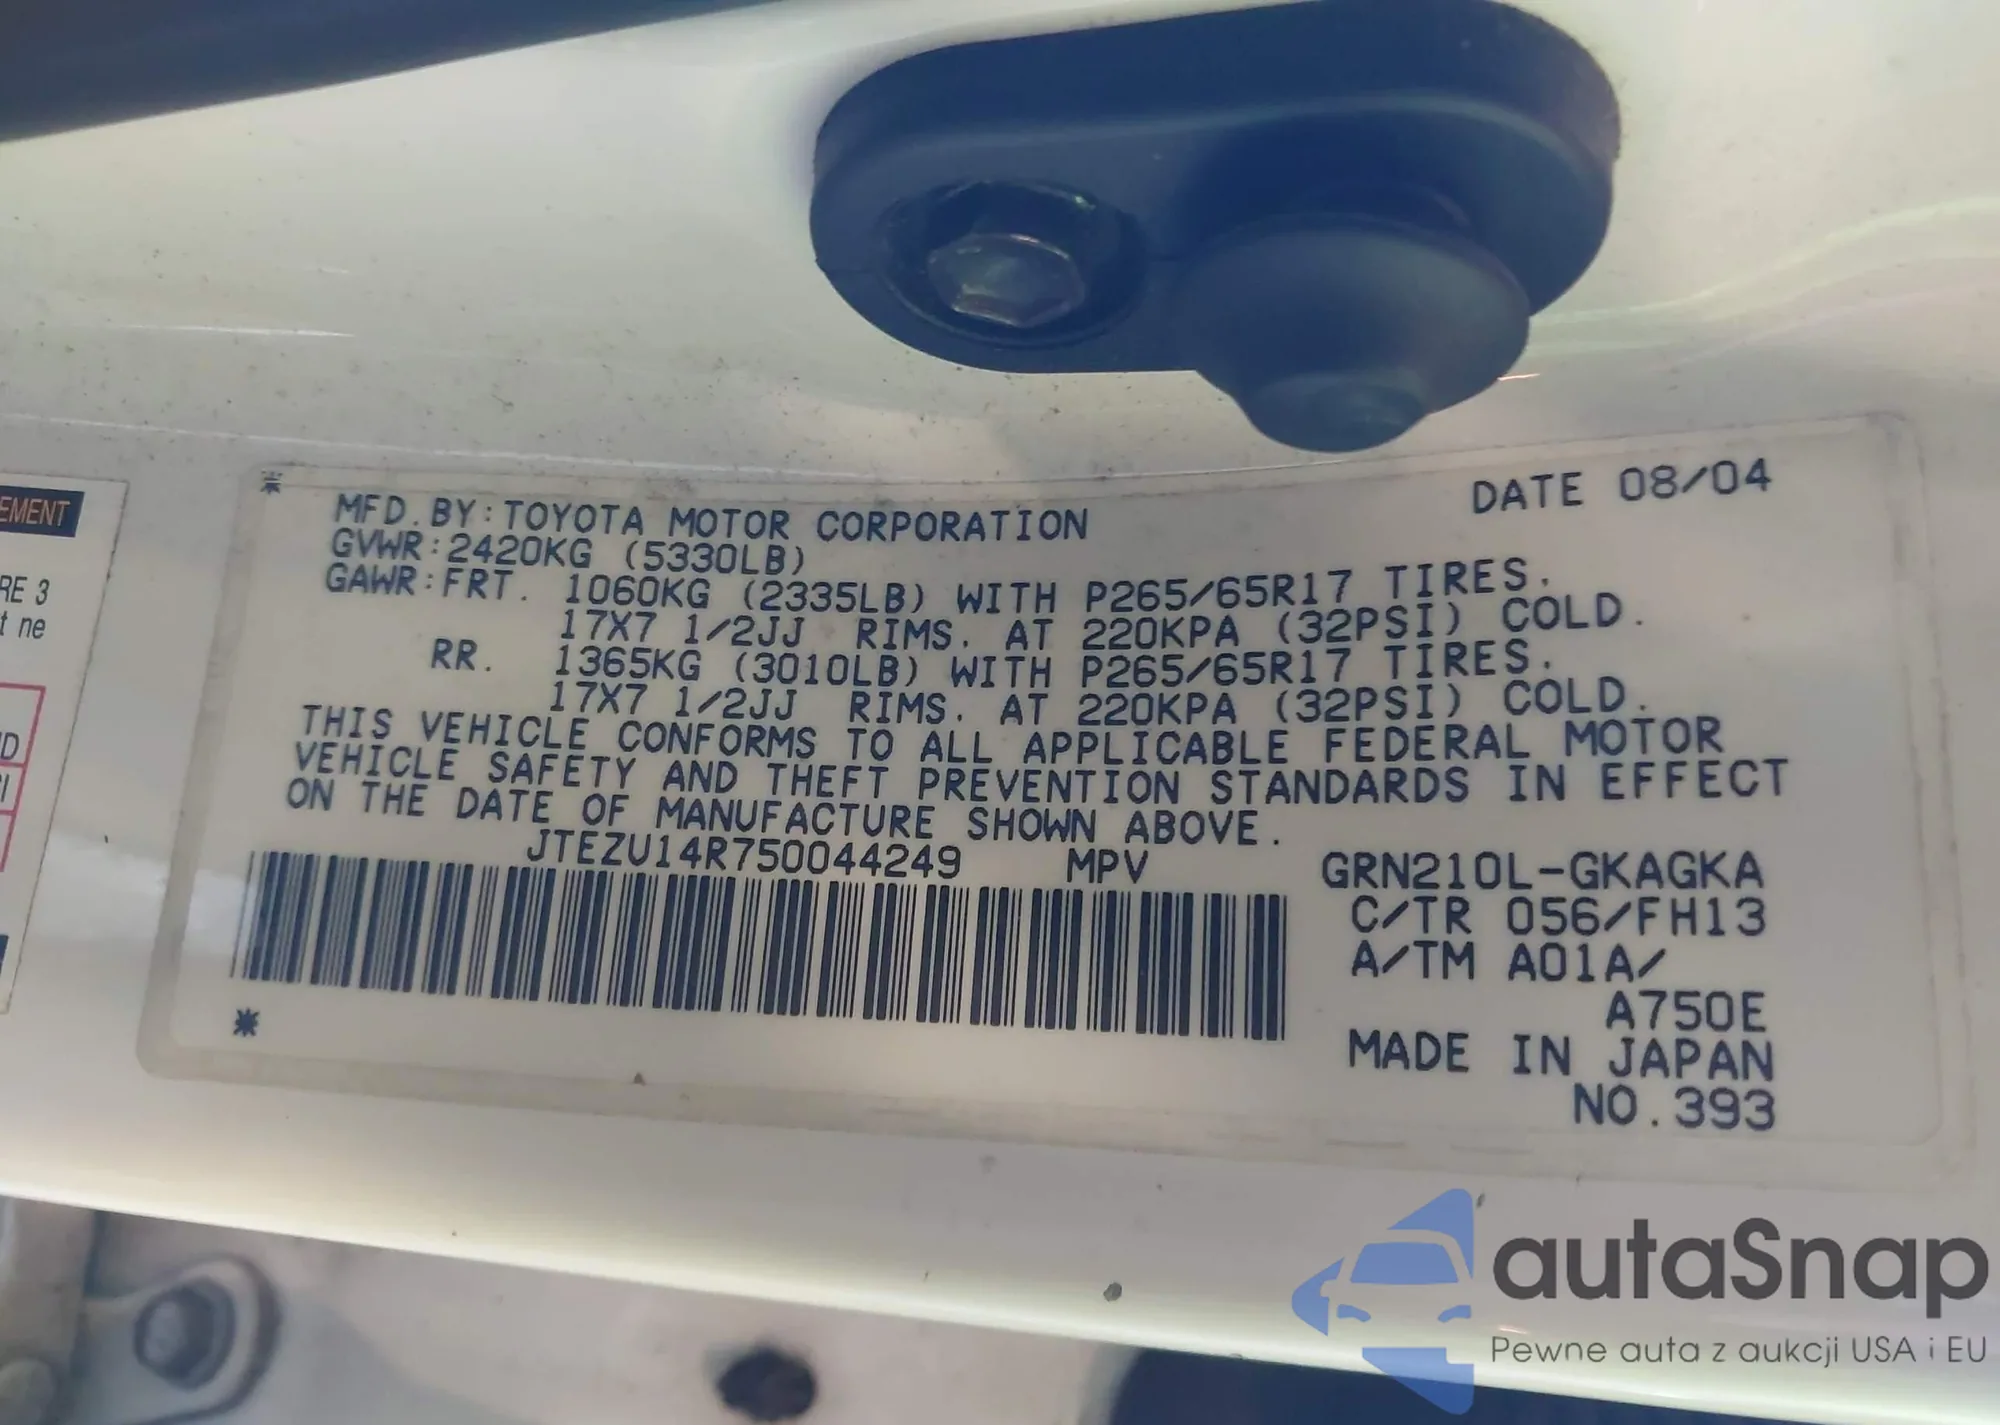 EMENT
RE 3
t ne
D
MFD.BY:TOYOTA MOTOR CORPORATION DATE 08/04
GVWR:2420KG (5330LB)
GAWR:FRT. 1060KG (2335LB) WITH P265/65R17 TIRES.
17X7 1/2JJ RIMS. AT 220KPA (32PSI) COLD.
RR. 1365KG (3010LB) WITH P265/65R17 TIRES.
17X7 1/2JJ RIMS. AT 220KPA (32PSI) COLD.
THIS VEHICLE CONFORMS TO ALL APPLICABLE FEDERAL MOTOR
VEHICLE SAFETY AND THEFT PREVENTION STANDARDS IN EFFECT
ON THE DATE OF MANUFACTURE SHOWN ABOVE.
JTEZU14R750044249 MPV GRN210L-GKAGKA
C/TR 056/FH13
A/TM A01A/
A750E
MADE IN JAPAN
NO.393
autaSnap
Pewne auta z aukcji USA i EU